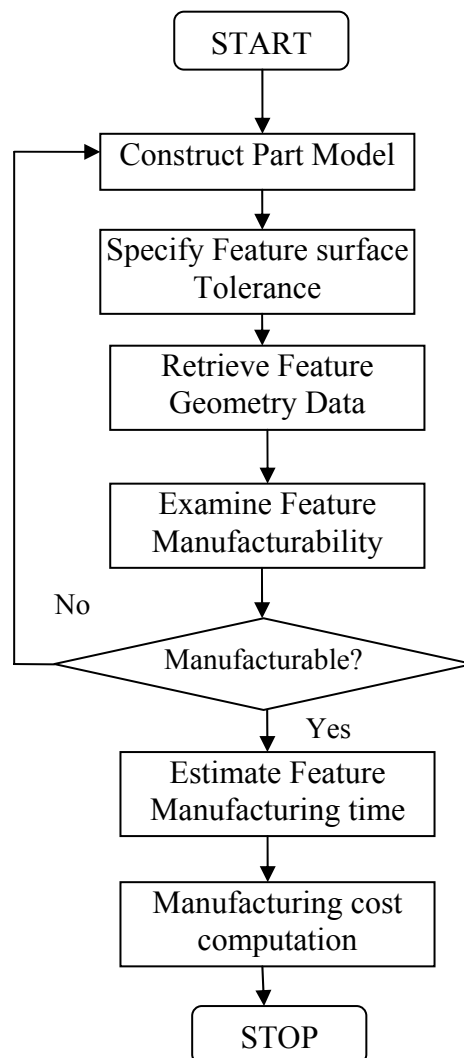 START
Construct Part Model
Specify Feature surface
Tolerance
Retrieve Feature
Geometry Data
Examine Feature
Manufacturability
No
Manufacturable?
Yes
Estimate Feature
Manufacturing time
Manufacturing cost
computation
STOP